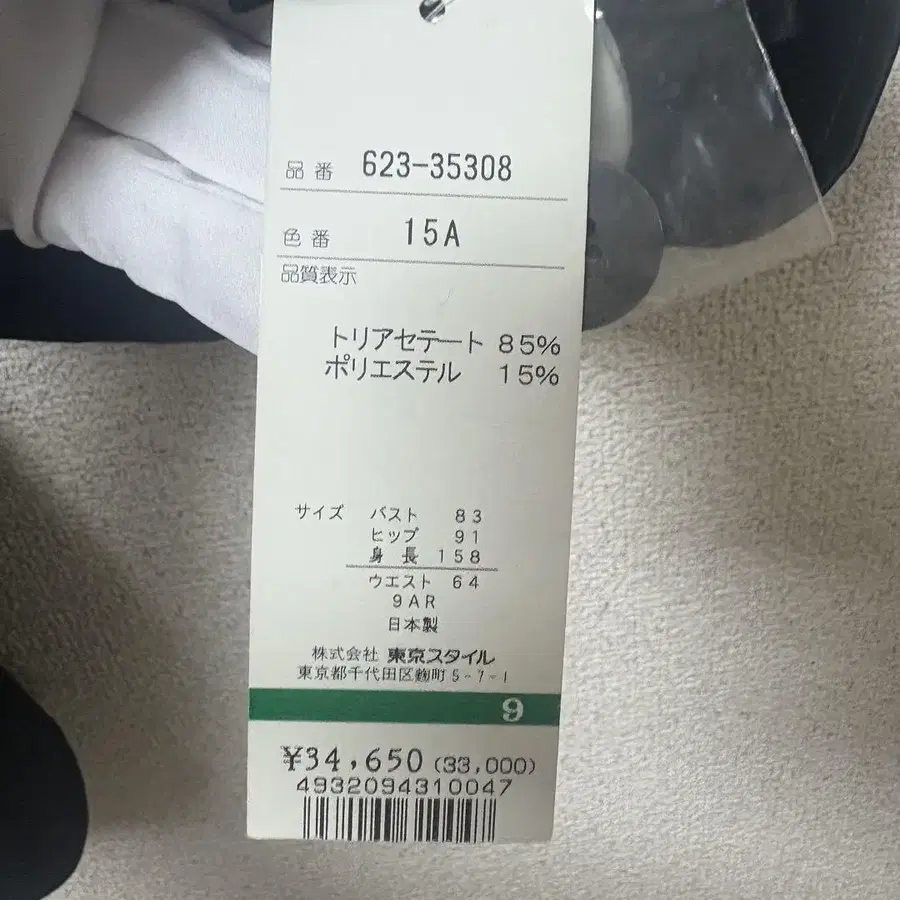 品番 623-35308
色番 15A
品質表示
トリアセテート 85%
ポリエステル 15%
サイズ バスト 83
ヒップ 91
身長 158
ウエスト 64
9AR
日本製
株式会社 東京スタイル
東京都千代田区麹町5-7-1
9
¥34,650 (33,000)
4932094310047